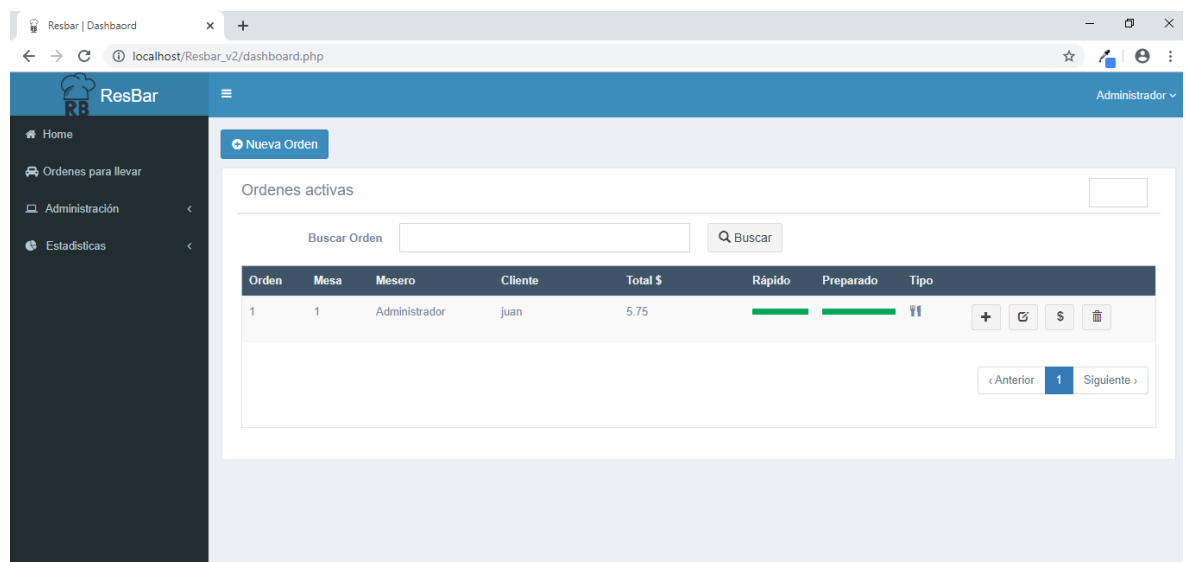 Resbar | Dashbaord
localhost/Resbar_v2/dashboard.php
RB ResBar
Administrador
Home
Ordenes para llevar
Administración
Estadisticas
Nueva Orden
Ordenes activas
Buscar Orden Buscar
Orden Mesa Mesero Cliente Total $ Rápido Preparado Tipo
1 1 Administrador juan 5.75 $
‹ Anterior 1 Siguiente ›